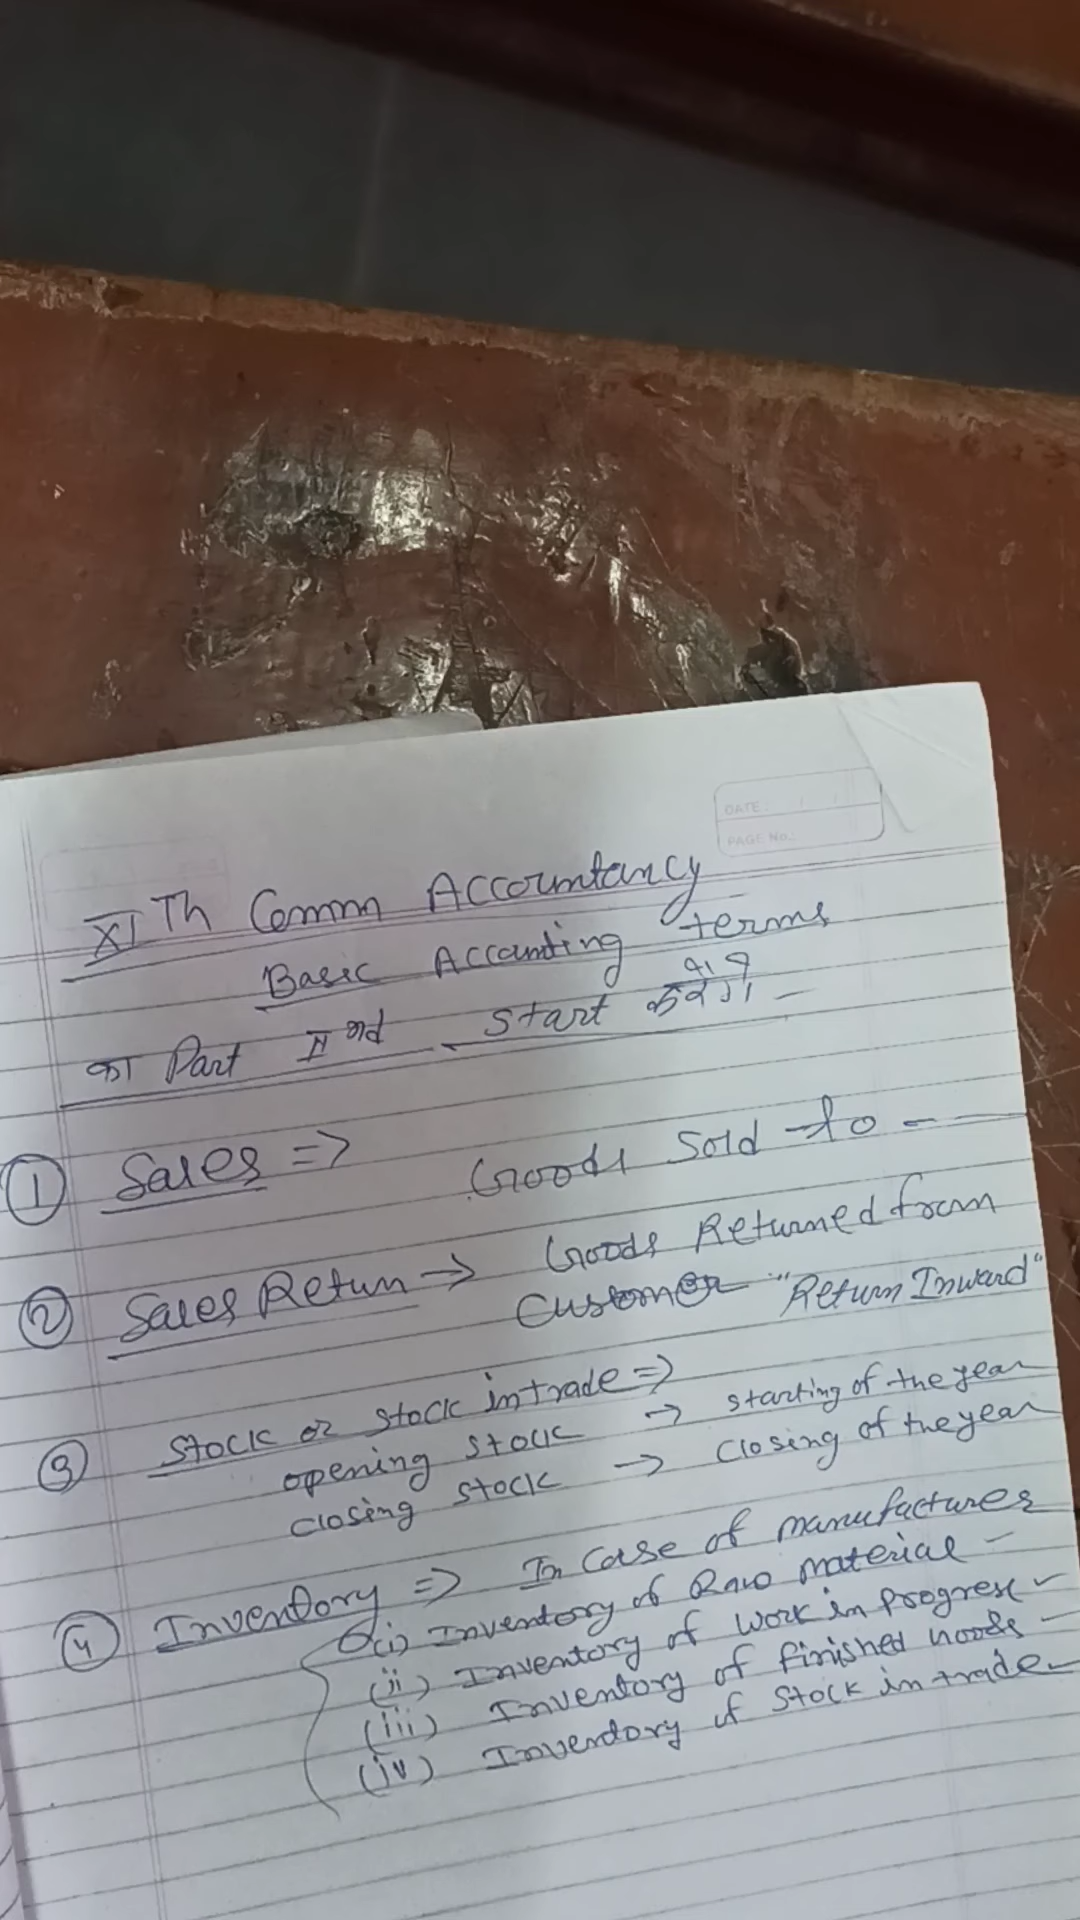 DATE: / /
PAGE No.:
XI Th Comm Accountancy
Basic Accounting terms
का Part II nd start करेंगे -
① Sales => Goods Sold to -
② Sales Return → Goods Returned from
Customer "Return Inward"
③ Stock or stock in trade =>
opening stock → starting of the year
closing stock → closing of the year
④ Inventory => In Case of manufactures
(i) Inventory of Raw material -
(ii) Inventory of work in progress
(iii) Inventory of finished Goods -
(iv) Inventory of Stock in trade